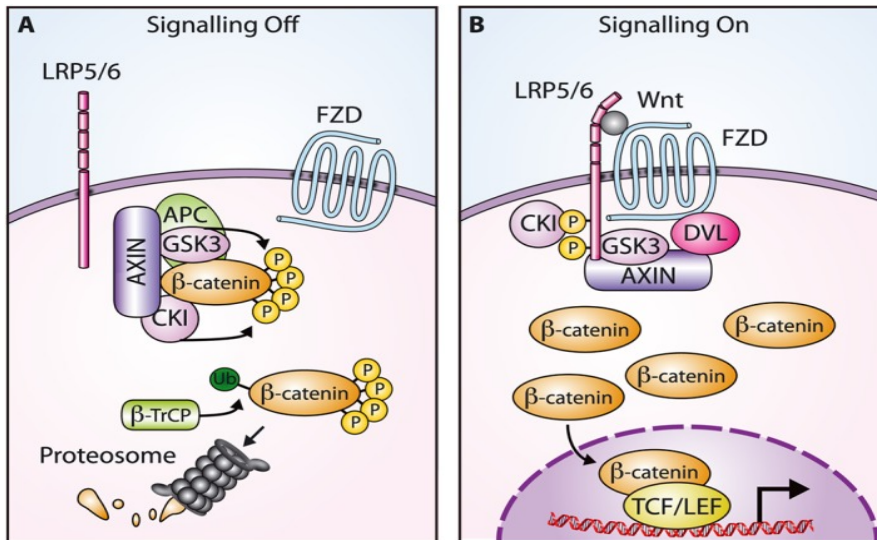 A
Signalling Off
LRP5/6
FZD
APC
GSK3
AXIN
β-catenin
CKI
P
P
P
P
Ub
β-catenin
P
P
P
P
β-TrCP
Proteosome
B
Signalling On
LRP5/6
Wnt
FZD
CKI
P
P
GSK3
DVL
AXIN
β-catenin
β-catenin
β-catenin
β-catenin
β-catenin
TCF/LEF